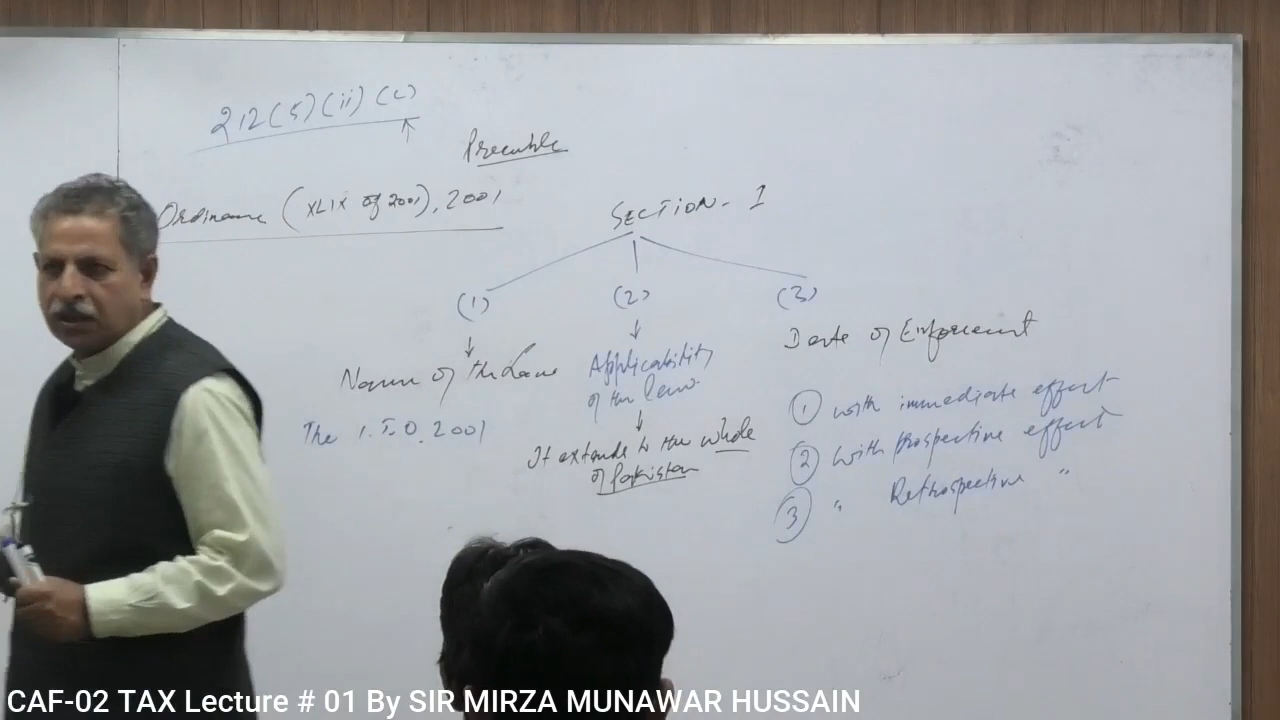 212(5)(ii)(c)
Preamble
Ordinance (XLIX of 2001), 2001
SECTION. I
(1) (2) (3)
Name of the Law
The I.T.O. 2001
Applicability
of the law.
It extends to the whole
of Pakistan
Date of Enforcement
① with immediate effect
② with prospective effect
③ " Retrospective "
CAF-02 TAX Lecture # 01 By SIR MIRZA MUNAWAR HUSSAIN